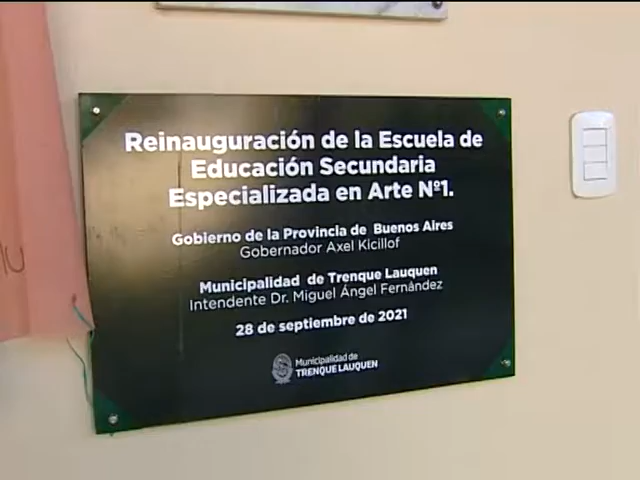 Reinauguración de la Escuela de
Educación Secundaria
Especializada en Arte Nº1.
Gobierno de la Provincia de Buenos Aires
Gobernador Axel Kicillof
Municipalidad de Trenque Lauquen
Intendente Dr. Miguel Ángel Fernández
28 de septiembre de 2021
Municipalidad de
TRENQUE LAUQUEN